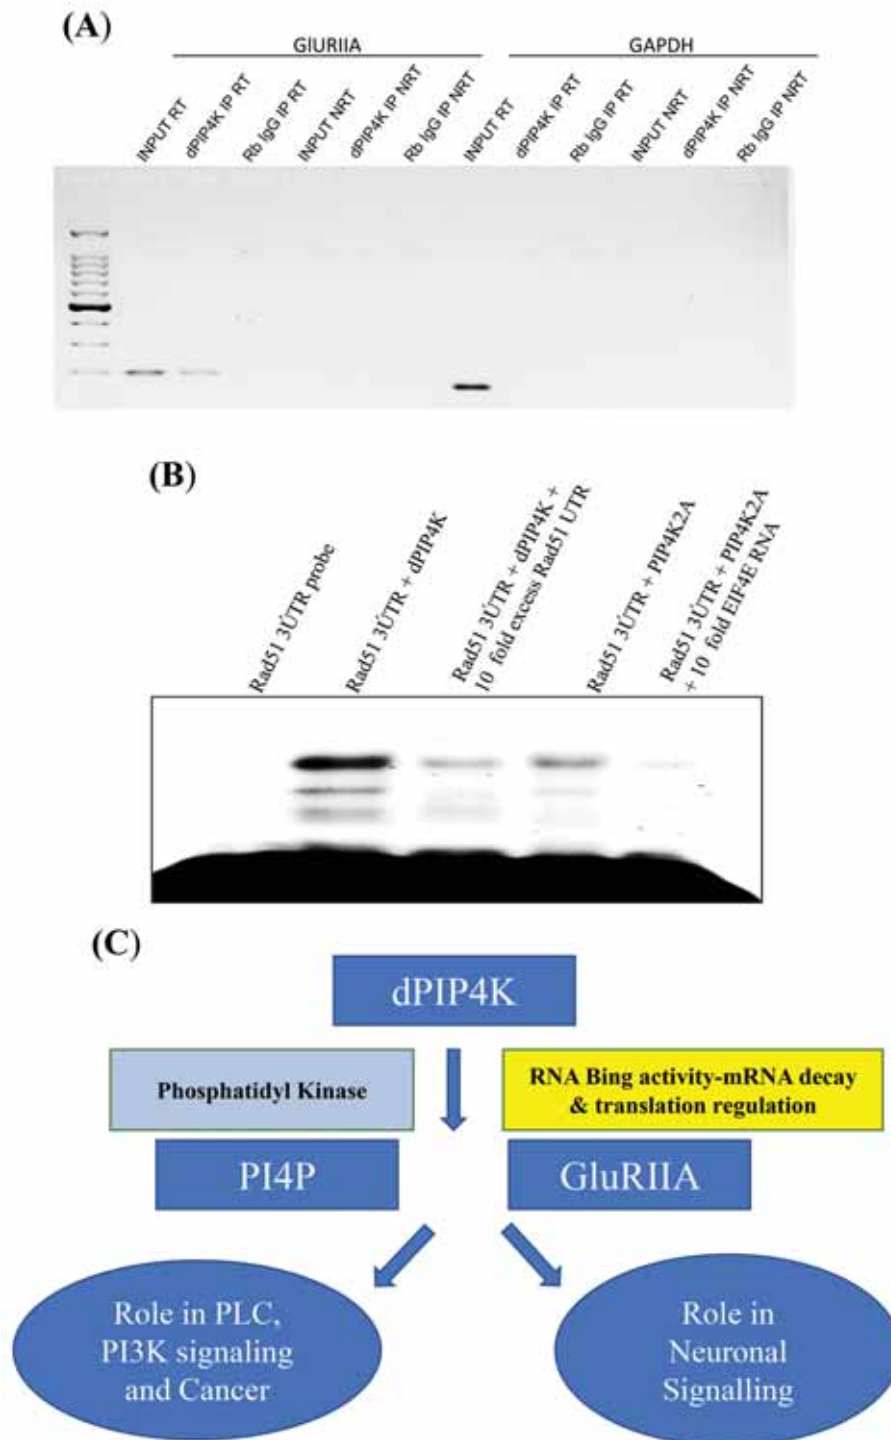 (A)
GlURIIA
GAPDH
INPUT RT
dPIP4K IP RT
Rb IgG IP RT
INPUT NRT
dPIP4K IP NRT
Rb IgG IP NRT
INPUT RT
dPIP4K IP RT
Rb IgG IP RT
INPUT NRT
dPIP4K IP NRT
Rb IgG IP NRT
(B)
Rad51 3ÚTR probe
Rad51 3ÚTR + dPIP4K
Rad51 3ÚTR + dPIP4K +
10 fold excess Rad51 UTR
Rad51 3ÚTR + PIP4K2A
Rad51 3ÚTR + PIP4K2A
+ 10 fold EIF4E RNA
(C)
dPIP4K
Phosphatidyl Kinase
RNA Bing activity-mRNA decay
& translation regulation
PI4P
GluRIIA
Role in PLC,
PI3K signaling
and Cancer
Role in
Neuronal
Signalling